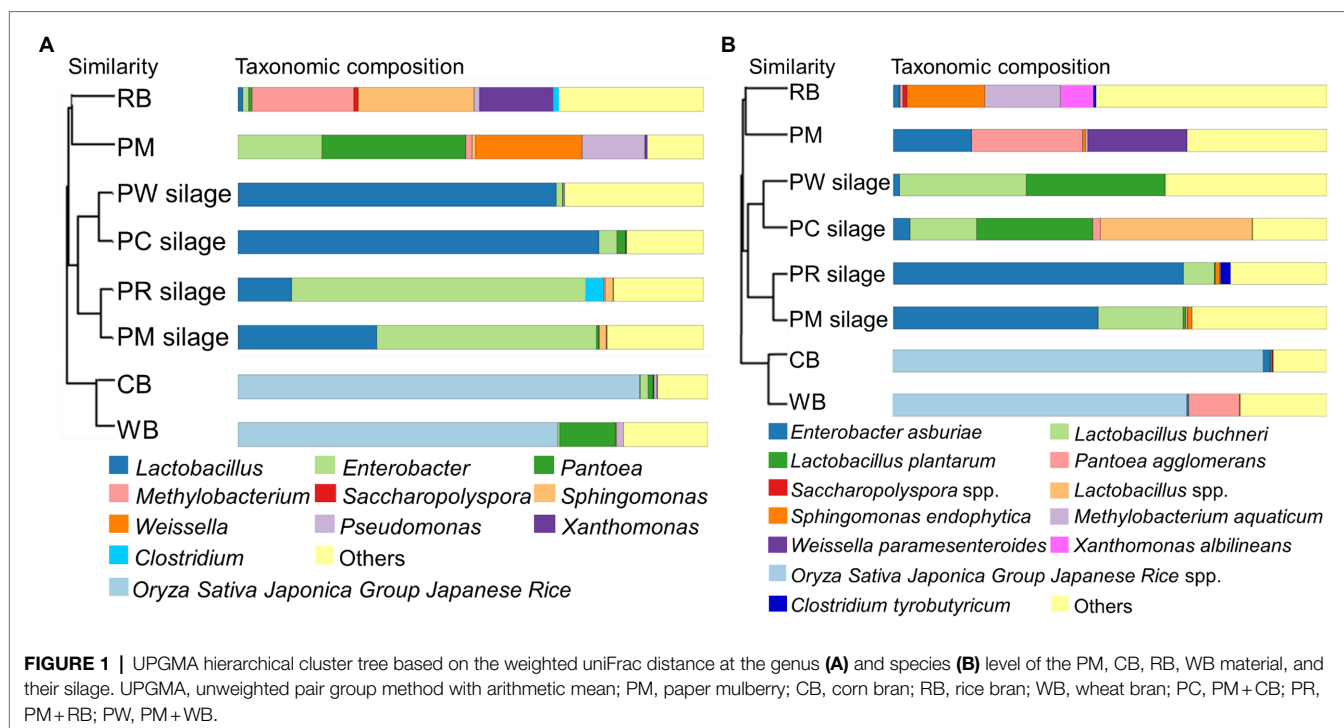 A
Similarity Taxonomic composition
RB
PM
PW silage
PC silage
PR silage
PM silage
CB
WB
Lactobacillus Enterobacter Pantoea
Methylobacterium Saccharopolyspora Sphingomonas
Weissella Pseudomonas Xanthomonas
Clostridium Others
Oryza Sativa Japonica Group Japanese Rice
B
Similarity Taxonomic composition
RB
PM
PW silage
PC silage
PR silage
PM silage
CB
WB
Enterobacter asburiae Lactobacillus buchneri
Lactobacillus plantarum Pantoea agglomerans
Saccharopolyspora spp. Lactobacillus spp.
Sphingomonas endophytica Methylobacterium aquaticum
Weissella paramesenteroides Xanthomonas albilineans
Oryza Sativa Japonica Group Japanese Rice spp.
Clostridium tyrobutyricum Others
FIGURE 1 | UPGMA hierarchical cluster tree based on the weighted uniFrac distance at the genus (A) and species (B) level of the PM, CB, RB, WB material, and
their silage. UPGMA, unweighted pair group method with arithmetic mean; PM, paper mulberry; CB, corn bran; RB, rice bran; WB, wheat bran; PC, PM+CB; PR,
PM+RB; PW, PM+WB.